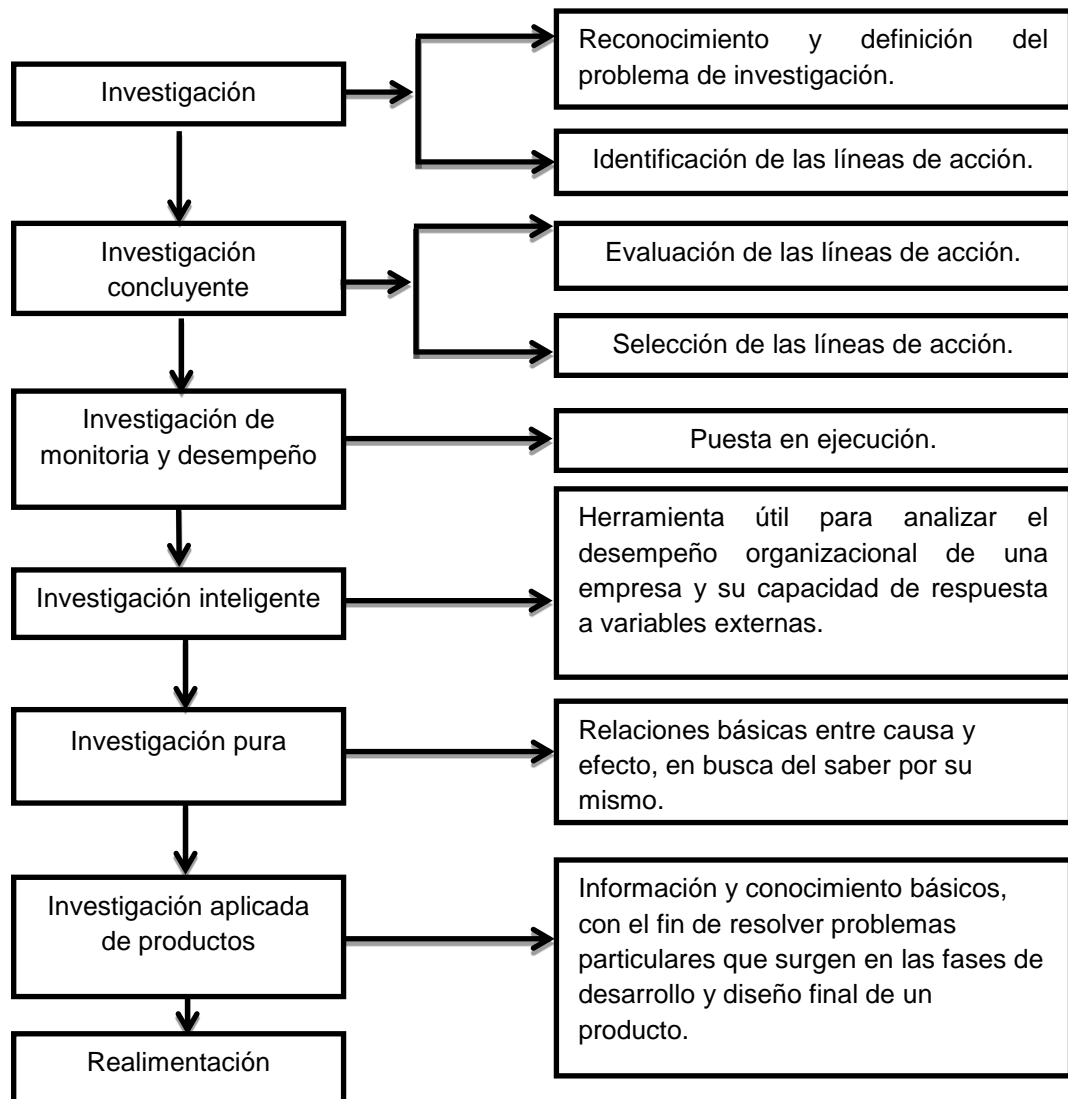 Investigación
Reconocimiento y definición del
problema de investigación.
Identificación de las líneas de acción.
Investigación
concluyente
Evaluación de las líneas de acción.
Selección de las líneas de acción.
Investigación de
monitoria y desempeño
Puesta en ejecución.
Investigación inteligente
Herramienta útil para analizar el
desempeño organizacional de una
empresa y su capacidad de respuesta
a variables externas.
Investigación pura
Relaciones básicas entre causa y
efecto, en busca del saber por su
mismo.
Investigación aplicada
de productos
Información y conocimiento básicos,
con el fin de resolver problemas
particulares que surgen en las fases de
desarrollo y diseño final de un
producto.
Realimentación